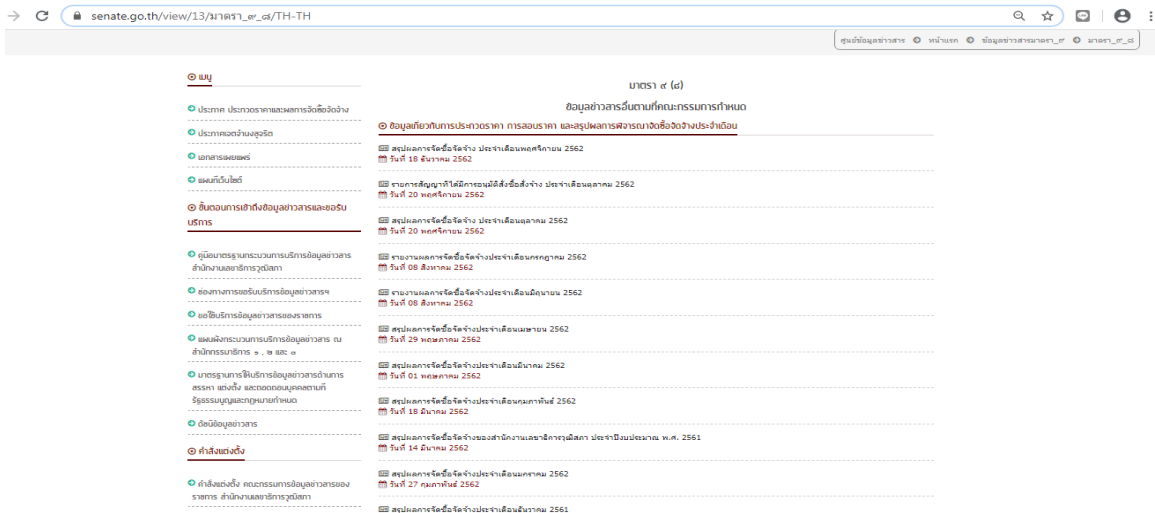 senate.go.th/view/13/มาตรา_๙_๘/TH-TH
ศูนย์ข้อมูลข่าวสาร หน้าแรก ข้อมูลข่าวสารมาตรา_๙ มาตรา_๙_๘
เมนู
ประกาศ ประกวดราคาและผลการจัดซื้อจัดจ้าง
ประกาศเจตจำนงสุจริต
เอกสารเผยแพร่
แผนที่เว็บไซต์
ขั้นตอนการเข้าถึงข้อมูลข่าวสารและขอรับ
บริการ
คู่มือมาตรฐานกระบวนการบริการข้อมูลข่าวสาร
สำนักงานเลขาธิการวุฒิสภา
ช่องทางการขอรับบริการข้อมูลข่าวสารฯ
ขอใช้บริการข้อมูลข่าวสารของราชการ
แผนผังกระบวนการบริการข้อมูลข่าวสาร ณ
สำนักกรรมาธิการ ๑ , ๒ และ ๓
มาตรฐานการให้บริการข้อมูลข่าวสารด้านการ
สรรหา แต่งตั้ง และถอดถอนบุคคลตามที่
รัฐธรรมนูญและกฎหมายกำหนด
ดัชนีข้อมูลข่าวสาร
คำสั่งแต่งตั้ง
คำสั่งแต่งตั้ง คณะกรรมการข้อมูลข่าวสารของ
ราชการ สำนักงานเลขาธิการวุฒิสภา
มาตรา ๙ (๘)
ข้อมูลข่าวสารอื่นตามที่คณะกรรมการกำหนด
ข้อมูลเกี่ยวกับการประกวดราคา การสอบราคา และสรุปผลการพิจารณาจัดซื้อจัดจ้างประจำเดือน
สรุปผลการจัดซื้อจัดจ้าง ประจำเดือนพฤศจิกายน 2562
วันที่ 18 ธันวาคม 2562
รายการสัญญาที่ได้มีการอนุมัติสั่งซื้อสั่งจ้าง ประจำเดือนตุลาคม 2562
วันที่ 20 พฤศจิกายน 2562
สรุปผลการจัดซื้อจัดจ้าง ประจำเดือนตุลาคม 2562
วันที่ 20 พฤศจิกายน 2562
รายงานผลการจัดซื้อจัดจ้างประจำเดือนกรกฎาคม 2562
วันที่ 08 สิงหาคม 2562
รายงานผลการจัดซื้อจัดจ้างประจำเดือนมิถุนายน 2562
วันที่ 08 สิงหาคม 2562
สรุปผลการจัดซื้อจัดจ้างประจำเดือนเมษายน 2562
วันที่ 29 พฤษภาคม 2562
สรุปผลการจัดซื้อจัดจ้างประจำเดือนมีนาคม 2562
วันที่ 01 พฤษภาคม 2562
สรุปผลการจัดซื้อจัดจ้างประจำเดือนกุมภาพันธ์ 2562
วันที่ 18 มีนาคม 2562
สรุปผลการจัดซื้อจัดจ้างของสำนักงานเลขาธิการวุฒิสภา ประจำปีงบประมาณ พ.ศ. 2561
วันที่ 14 มีนาคม 2562
สรุปผลการจัดซื้อจัดจ้างประจำเดือนมกราคม 2562
วันที่ 27 กุมภาพันธ์ 2562
สรุปผลการจัดซื้อจัดจ้างประจำเดือนธันวาคม 2561